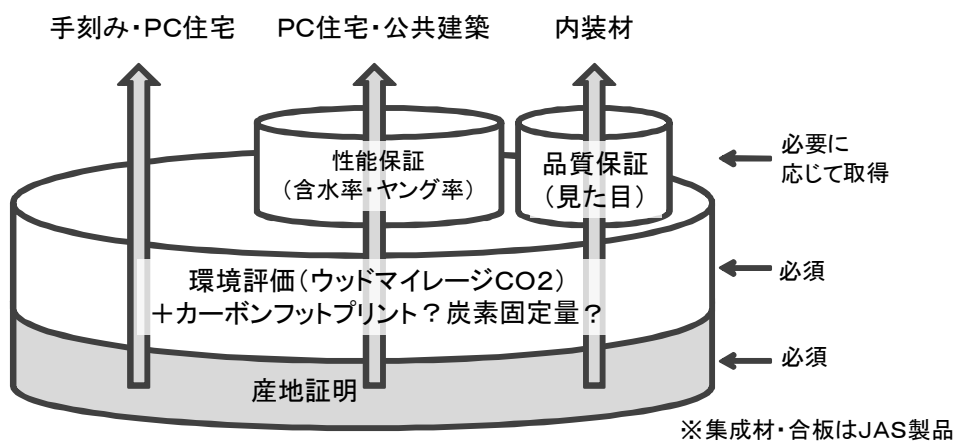 手刻み・PC住宅
PC住宅・公共建築
内装材
性能保証
（含水率・ヤング率）
品質保証
（見た目）
必要に
応じて取得
環境評価（ウッドマイレージCO2）
＋カーボンフットプリント？炭素固定量？
必須
産地証明
必須
※集成材・合板はJAS製品